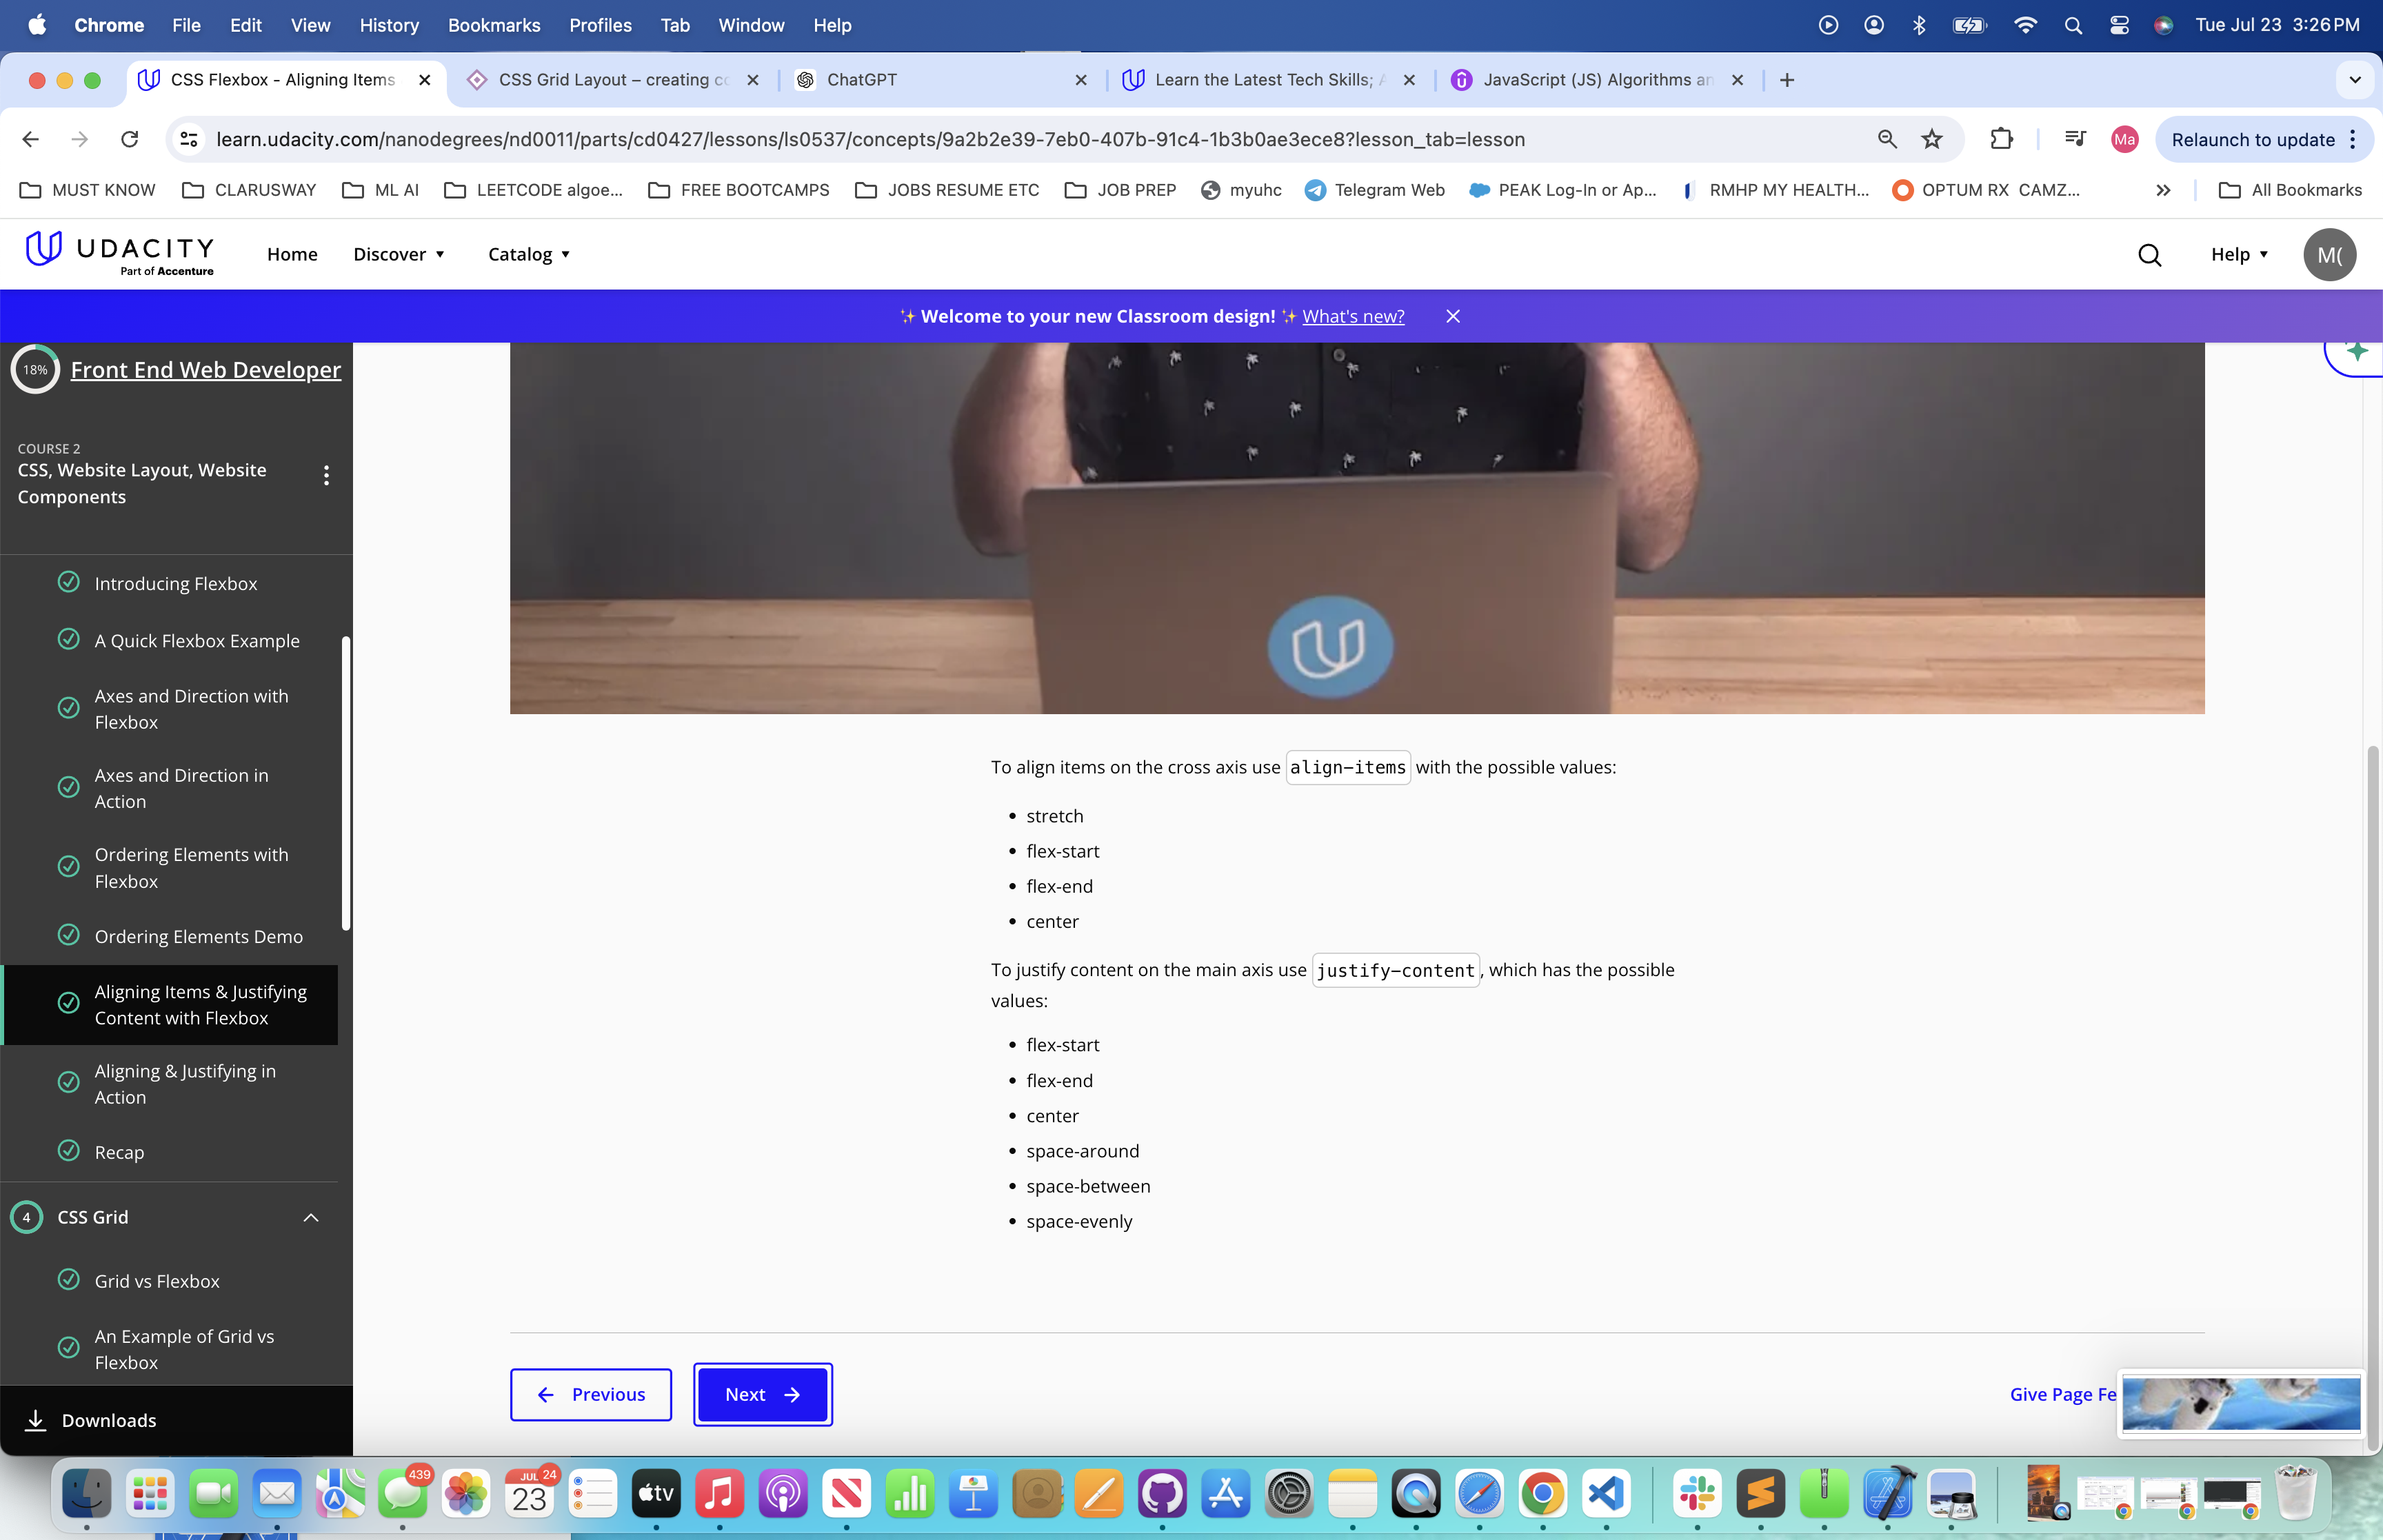 Chrome File Edit View History Bookmarks Profiles Tab Window Help Tue Jul 23 3:26 PM
CSS Flexbox - Aligning Items CSS Grid Layout – creating co ChatGPT Learn the Latest Tech Skills; A JavaScript (JS) Algorithms an
learn.udacity.com/nanodegrees/nd0011/parts/cd0427/lessons/ls0537/concepts/9a2b2e39-7eb0-407b-91c4-1b3b0ae3ece8?lesson_tab=lesson Ma Relaunch to update
MUST KNOW CLARUSWAY ML AI LEETCODE algoe... FREE BOOTCAMPS JOBS RESUME ETC JOB PREP myuhc Telegram Web PEAK Log-In or Ap... RMHP MY HEALTH... OPTUM RX CAMZ... » All Bookmarks
UDACITY Home Discover Catalog Help M(
Part of Accenture
✨ Welcome to your new Classroom design! ✨ What's new?
18% Front End Web Developer
COURSE 2
CSS, Website Layout, Website
Components
Introducing Flexbox
A Quick Flexbox Example
Axes and Direction with
Flexbox
Axes and Direction in
Action
Ordering Elements with
Flexbox
Ordering Elements Demo
Aligning Items & Justifying
Content with Flexbox
Aligning & Justifying in
Action
Recap
4 CSS Grid
Grid vs Flexbox
An Example of Grid vs
Flexbox
Downloads
To align items on the cross axis use align-items with the possible values:
• stretch
• flex-start
• flex-end
• center
To justify content on the main axis use justify-content, which has the possible
values:
• flex-start
• flex-end
• center
• space-around
• space-between
• space-evenly
Previous Next Give Page Fe
439 JUL 24 23 tv